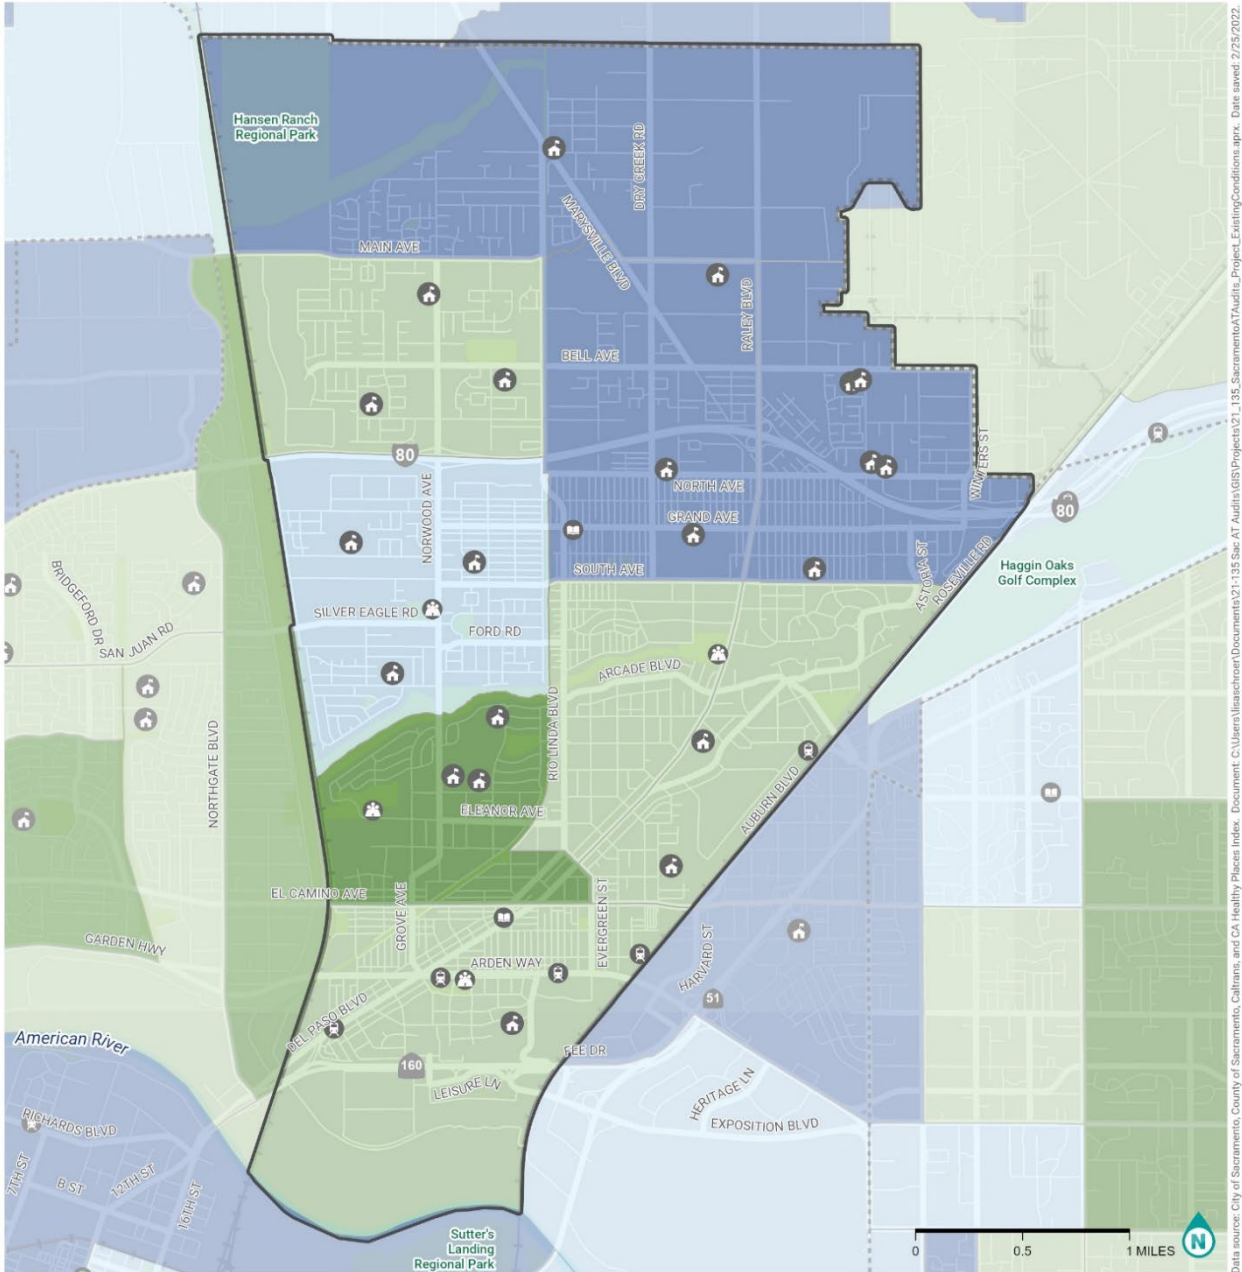 Hansen Ranch
Regional Park
DRY CREEK RD
MARYSVILLE BLVD
MAIN AVE
RALEY BLVD
BELL AVE
80
NORWOOD AVE
NORTH AVE
WINTERS ST
GRAND AVE
80
SOUTH AVE
ASTORIA ST
ROSEVILLE RD
Haggin Oaks
Golf Complex
BRIDGEFORD DR
SAN JUAN RD
SILVER EAGLE RD
FORD RD
ARCADE BLVD
RIO LINDA BLVD
NORTHGATE BLVD
ELEANOR AVE
AUBURN BLVD
EL CAMINO AVE
GROVE AVE
EVERGREEN ST
GARDEN HWY
ARDEN WAY
HARVARD ST
51
DEL PASO BLVD
American River
160
FEE DR
LEISURE LN
HERITAGE LN
EXPOSITION BLVD
RICHARDS BLVD
7TH ST
B ST
12TH ST
16TH ST
Sutter's
Landing
Regional Park
0 0.5 1 MILES
N
Data source: City of Sacramento, County of Sacramento, Caltrans, and CA Healthy Places Index. Document: C:\Users\lisaschroer\Documents\21-135 Sac AT Audits\GIS\Projects\21_135_SacramentoATAudits_Project_ExistingConditions.aprx. Date saved: 2/25/2022.